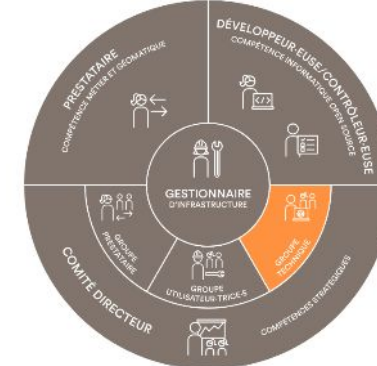 PRESTATAIRE
COMPÉTENCE MÉTIER ET GÉOMATIQUE
DÉVELOPPEUR·EUSE/CONTRÔLEUR·EUSE
COMPÉTENCE INFORMATIQUE OPEN SOURCE
GESTIONNAIRE
D'INFRASTRUCTURE
GROUPE
PRESTATAIRE
GROUPE
UTILISATEUR·TRICE·S
GROUPE
TECHNIQUE
COMITÉ DIRECTEUR
COMPÉTENCES STRATÉGIQUES